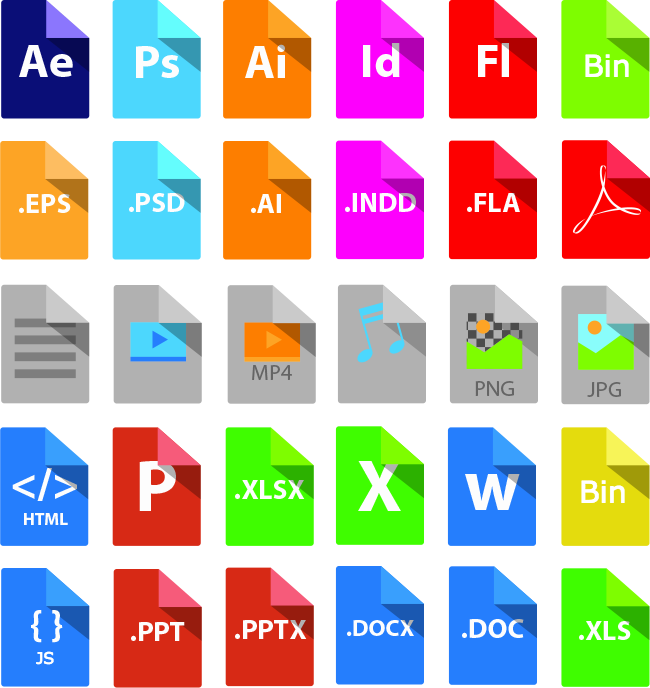 Ae Ps Ai Id Fl Bin
.EPS .PSD .AI .INDD .FLA
MP4 PNG JPG
</> P .XLSX X W Bin
HTML
{ } .PPT .PPTX .DOCX .DOC .XLS
JS